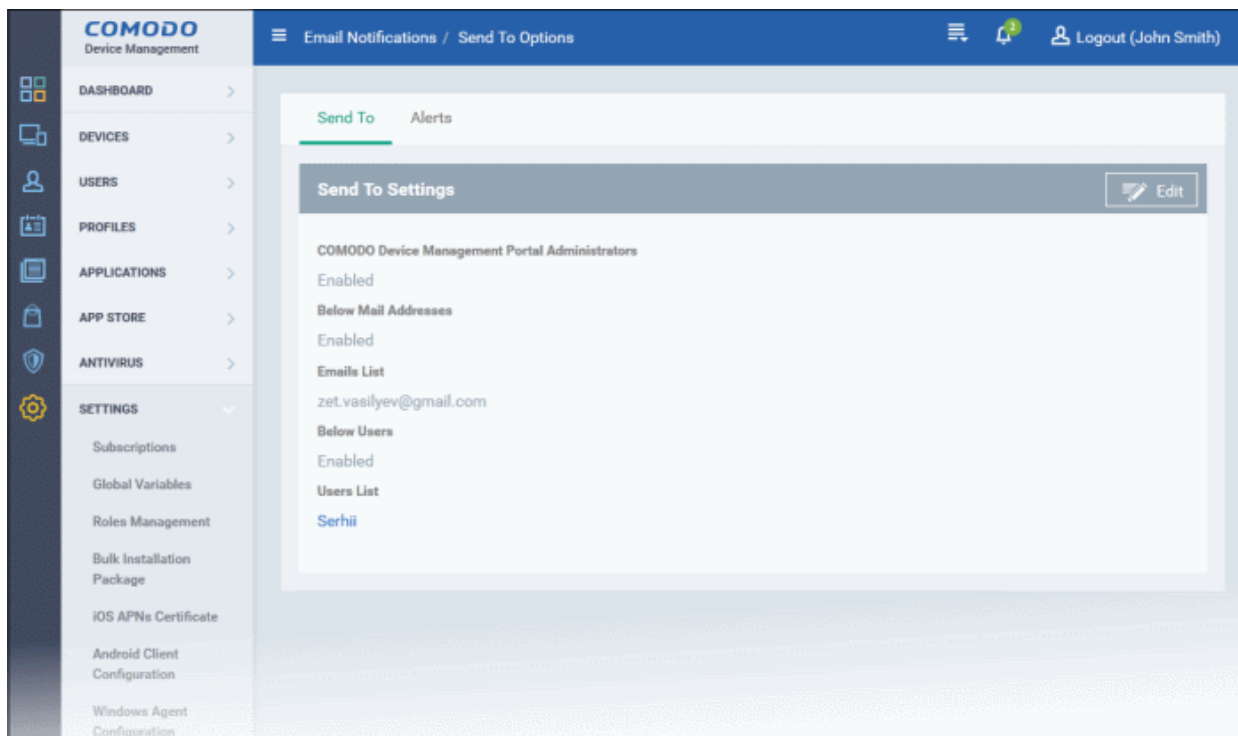 COMODO
Device Management
Email Notifications / Send To Options
2
Logout (John Smith)
DASHBOARD
DEVICES
USERS
PROFILES
APPLICATIONS
APP STORE
ANTIVIRUS
SETTINGS
Subscriptions
Global Variables
Roles Management
Bulk Installation
Package
iOS APNs Certificate
Android Client
Configuration
Windows Agent
Configuration
Send To
Alerts
Send To Settings
Edit
COMODO Device Management Portal Administrators
Enabled
Below Mail Addresses
Enabled
Emails List
zet.vasilyev@gmail.com
Below Users
Enabled
Users List
Serhii